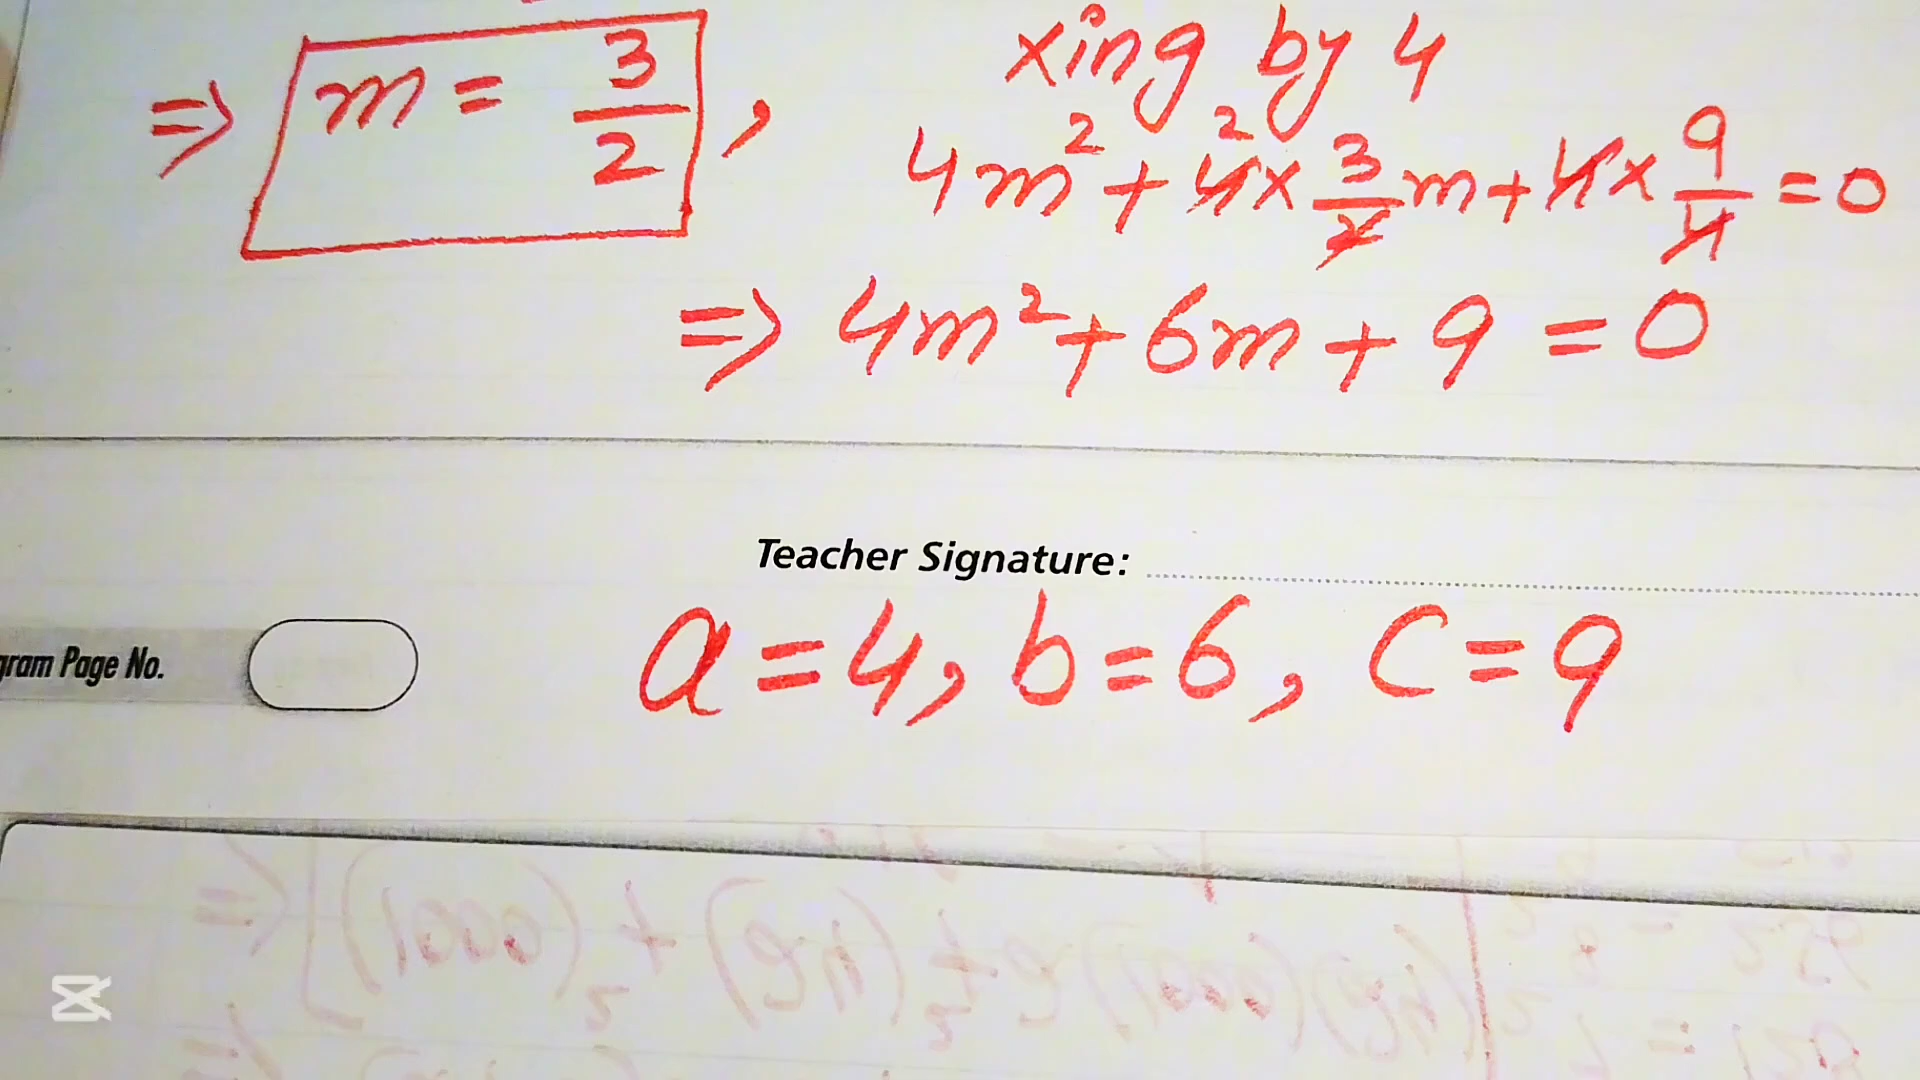 xing by 4
⇒ m = 3/2 , 4m² + 4² x 3/2 m + 4 x 9/4 = 0
⇒ 4m² + 6m + 9 = 0
Teacher Signature:
a = 4, b = 6, c = 9
gram Page No.